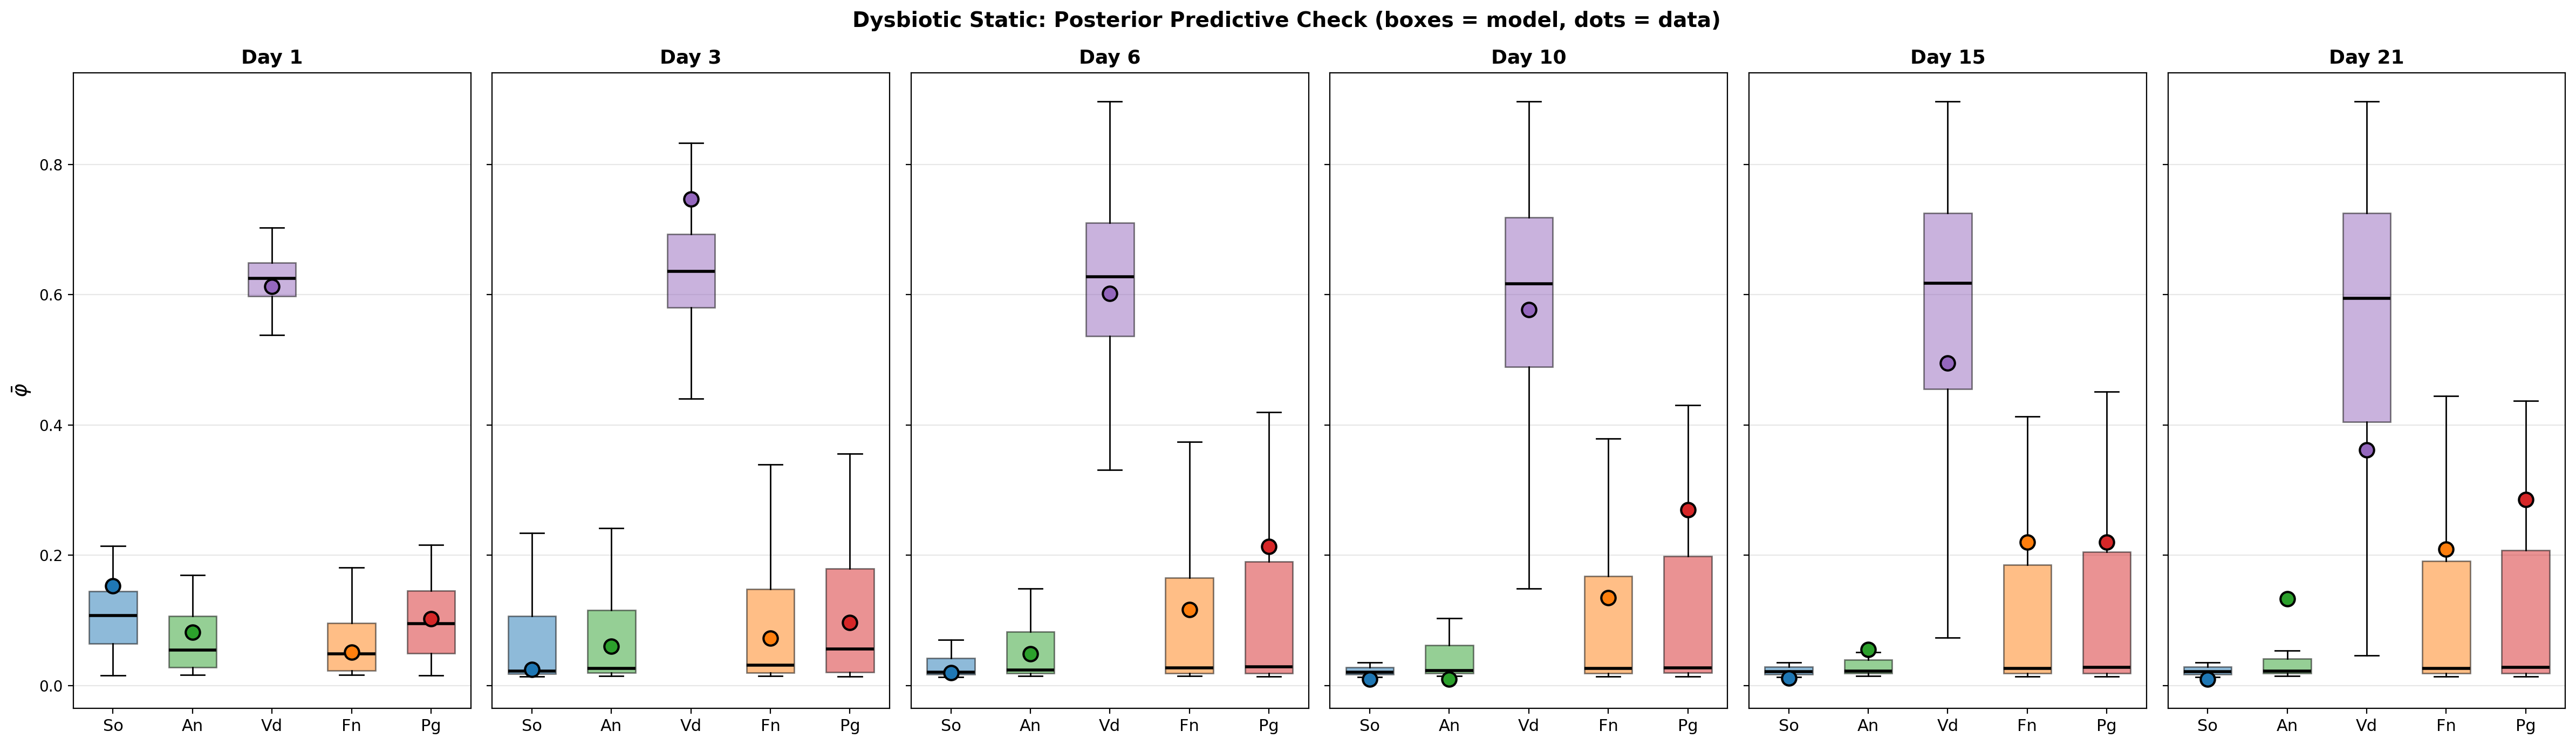 Dysbiotic Static: Posterior Predictive Check (boxes = model, dots = data)
Day 1 Day 3 Day 6 Day 10 Day 15 Day 21
φ̄
0.8
0.6
0.4
0.2
0.0
So An Vd Fn Pg So An Vd Fn Pg So An Vd Fn Pg So An Vd Fn Pg So An Vd Fn Pg So An Vd Fn Pg